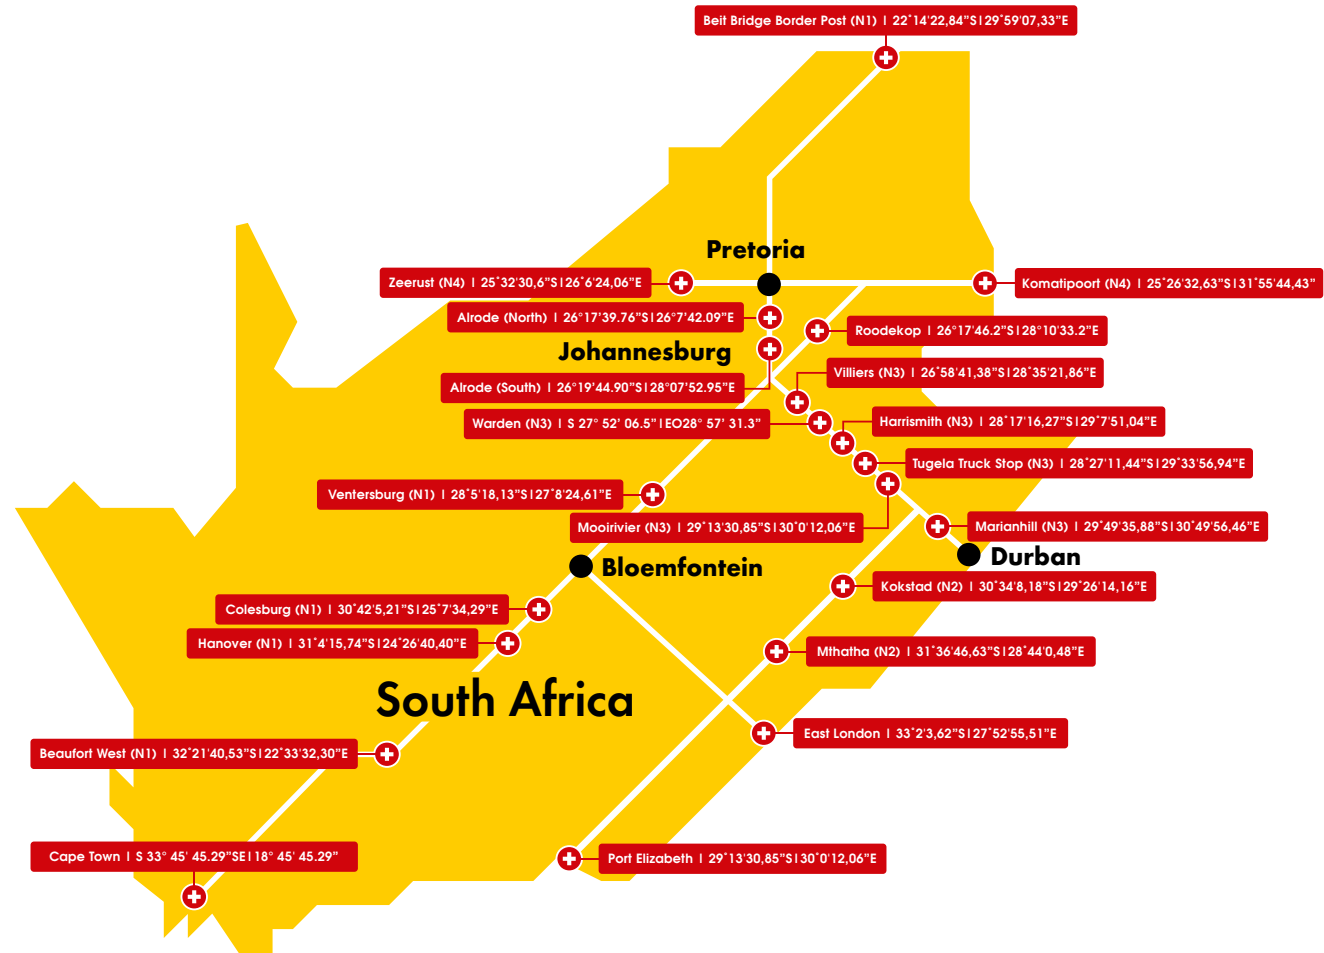 Beit Bridge Border Post (N1) | 22˚14'22,84”S|29˚59'07,33”E
Pretoria
Zeerust (N4) | 25˚32'30,6”S|26˚6'24,06”E
Komatipoort (N4) | 25˚26'32,63”S|31˚55'44,43”
Alrode (North) | 26°17'39.76”S|26°7'42.09”E
Roodekop | 26°17'46.2”S|28°10'33.2”E
Johannesburg
Villiers (N3) | 26˚58'41,38”S|28˚35'21,86”E
Alrode (South) | 26°19'44.90”S|28°07'52.95”E
Warden (N3) | S 27° 52' 06.5”|EO28° 57' 31.3”
Harrismith (N3) | 28˚17'16,27”S|29˚7'51,04”E
Tugela Truck Stop (N3) | 28˚27'11,44”S|29˚33'56,94”E
Ventersburg (N1) | 28˚5'18,13”S|27˚8'24,61”E
Mooirivier (N3) | 29˚13'30,85”S|30˚0'12,06”E
Marianhill (N3) | 29˚49'35,88”S|30˚49'56,46”E
Durban
Bloemfontein
Kokstad (N2) | 30˚34'8,18”S|29˚26'14,16”E
Colesburg (N1) | 30˚42'5,21”S|25˚7'34,29”E
Hanover (N1) | 31˚4'15,74”S|24˚26'40,40”E
Mthatha (N2) | 31˚36'46,63”S|28˚44'0,48”E
South Africa
East London | 33˚2'3,62”S|27˚52'55,51”E
Beaufort West (N1) | 32˚21'40,53”S|22˚33'32,30”E
Cape Town | S 33° 45' 45.29”SE|18° 45' 45.29”
Port Elizabeth | 29˚13'30,85”S|30˚0'12,06”E